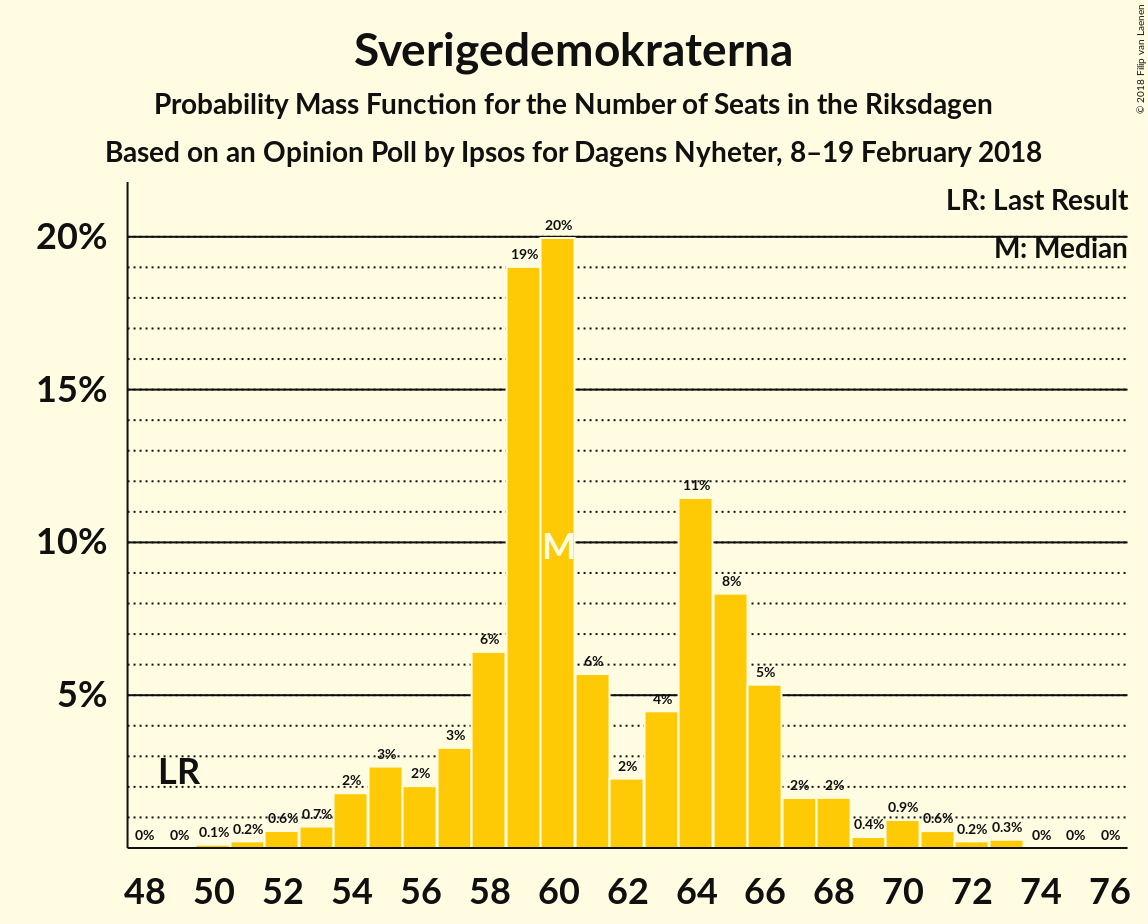 Sverigedemokraterna
Probability Mass Function for the Number of Seats in the Riksdagen
Based on an Opinion Poll by Ipsos for Dagens Nyheter, 8–19 February 2018
© 2018 Filip van Laenen
LR: Last Result
M: Median
20%
15%
10%
5%
LR
M
0% 0% 0.1% 0.2% 0.6% 0.7% 2% 3% 2% 3% 6% 19% 20% 6% 2% 4% 11% 8% 5% 2% 2% 0.4% 0.9% 0.6% 0.2% 0.3% 0% 0% 0%
48 50 52 54 56 58 60 62 64 66 68 70 72 74 76